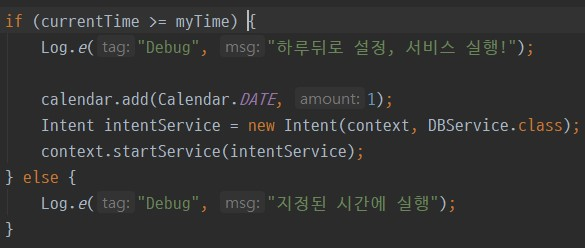 if (currentTime >= myTime) {
Log.e( tag: "Debug", msg: "하루뒤로 설정, 서비스 실행!");
calendar.add(Calendar.DATE, amount: 1);
Intent intentService = new Intent(context, DBService.class);
context.startService(intentService);
} else {
Log.e( tag: "Debug", msg: "지정된 시간에 실행");
}